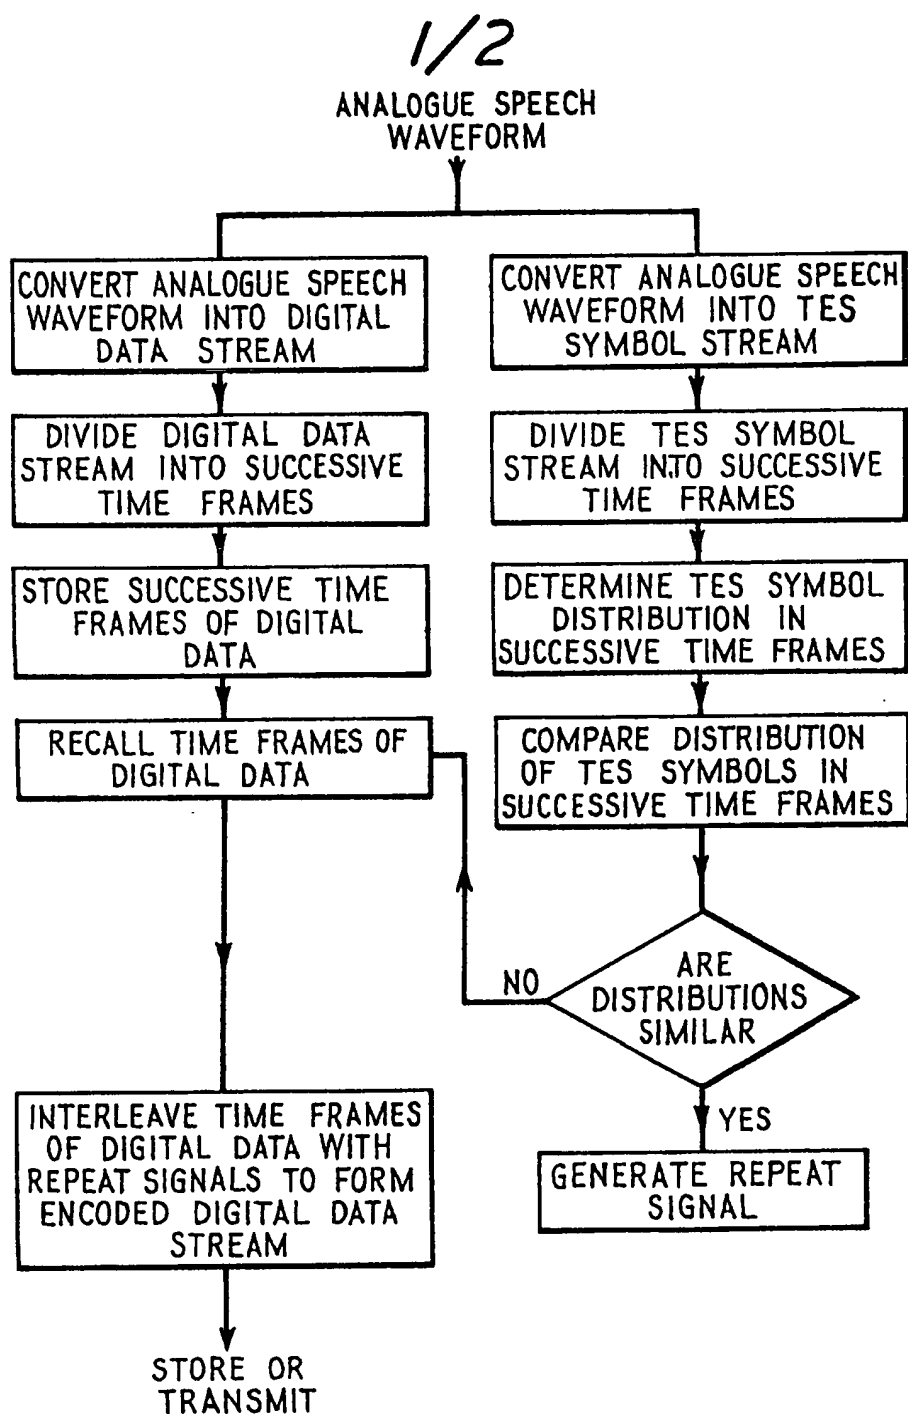 1/2
ANALOGUE SPEECH
WAVEFORM
CONVERT ANALOGUE SPEECH
WAVEFORM INTO DIGITAL
DATA STREAM
DIVIDE DIGITAL DATA
STREAM INTO SUCCESSIVE
TIME FRAMES
STORE SUCCESSIVE TIME
FRAMES OF DIGITAL
DATA
RECALL TIME FRAMES OF
DIGITAL DATA
CONVERT ANALOGUE SPEECH
WAVEFORM INTO TES
SYMBOL STREAM
DIVIDE TES SYMBOL
STREAM INTO SUCCESSIVE
TIME FRAMES
DETERMINE TES SYMBOL
DISTRIBUTION IN
SUCCESSIVE TIME FRAMES
COMPARE DISTRIBUTION
OF TES SYMBOLS IN
SUCCESSIVE TIME FRAMES
ARE
DISTRIBUTIONS
SIMILAR
NO
YES
GENERATE REPEAT
SIGNAL
INTERLEAVE TIME FRAMES
OF DIGITAL DATA WITH
REPEAT SIGNALS TO FORM
ENCODED DIGITAL DATA
STREAM
STORE OR
TRANSMIT